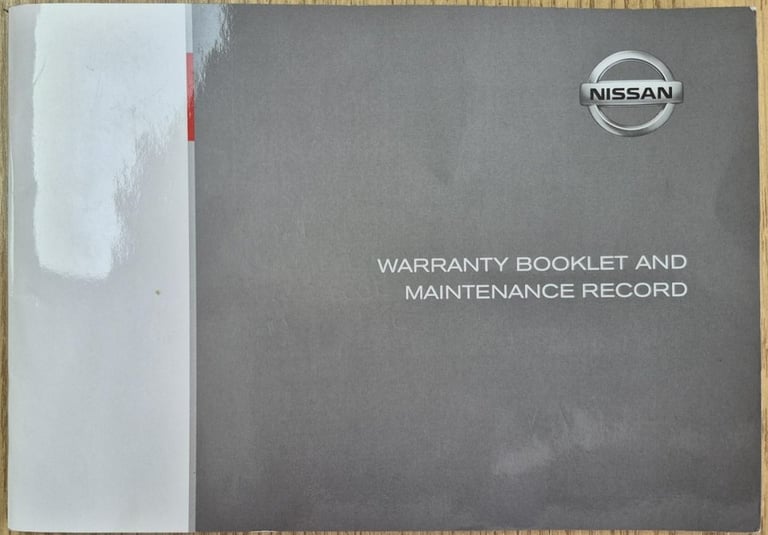 NISSAN
WARRANTY BOOKLET AND
MAINTENANCE RECORD